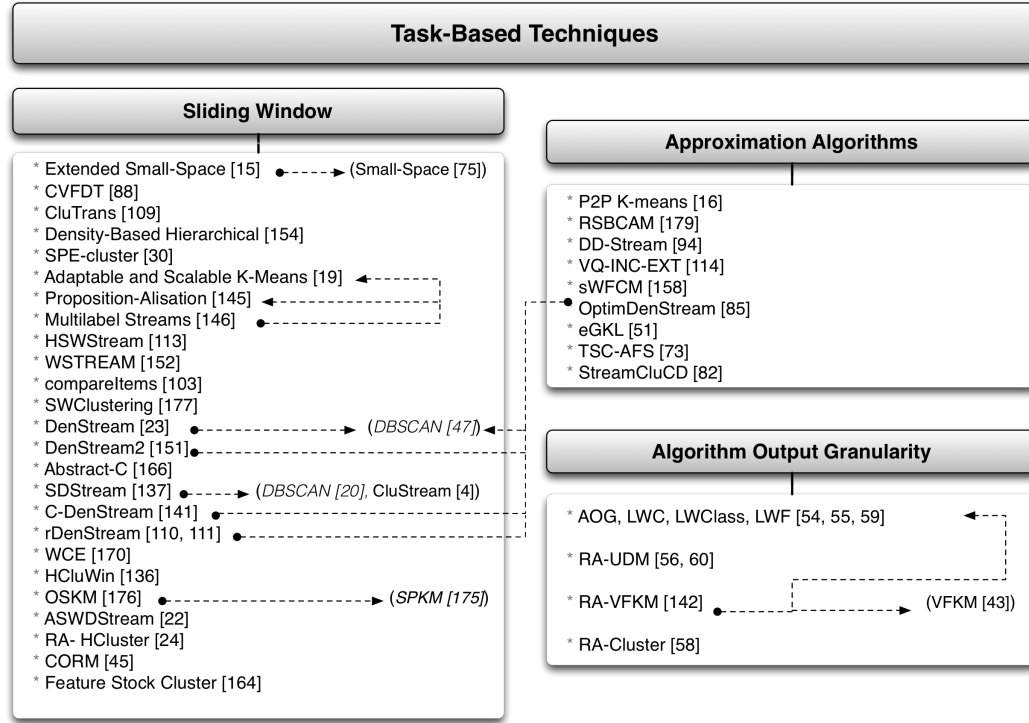 Task-Based Techniques
Sliding Window
* Extended Small-Space [15] (Small-Space [75])
* CVFDT [88]
* CluTrans [109]
* Density-Based Hierarchical [154]
* SPE-cluster [30]
* Adaptable and Scalable K-Means [19]
* Proposition-Alisation [145]
* Multilabel Streams [146]
* HSWStream [113]
* WSTREAM [152]
* compareItems [103]
* SWClustering [177]
* DenStream [23] (DBSCAN [47])
* DenStream2 [151]
* Abstract-C [166]
* SDStream [137] (DBSCAN [20], CluStream [4])
* C-DenStream [141]
* rDenStream [110, 111]
* WCE [170]
* HCluWin [136]
* OSKM [176] (SPKM [175])
* ASWDStream [22]
* RA- HCluster [24]
* CORM [45]
* Feature Stock Cluster [164]
Approximation Algorithms
* P2P K-means [16]
* RSBCAM [179]
* DD-Stream [94]
* VQ-INC-EXT [114]
* sWFCM [158]
* OptimDenStream [85]
* eGKL [51]
* TSC-AFS [73]
* StreamCluCD [82]
Algorithm Output Granularity
* AOG, LWC, LWClass, LWF [54, 55, 59]
* RA-UDM [56, 60]
* RA-VFKM [142] (VFKM [43])
* RA-Cluster [58]